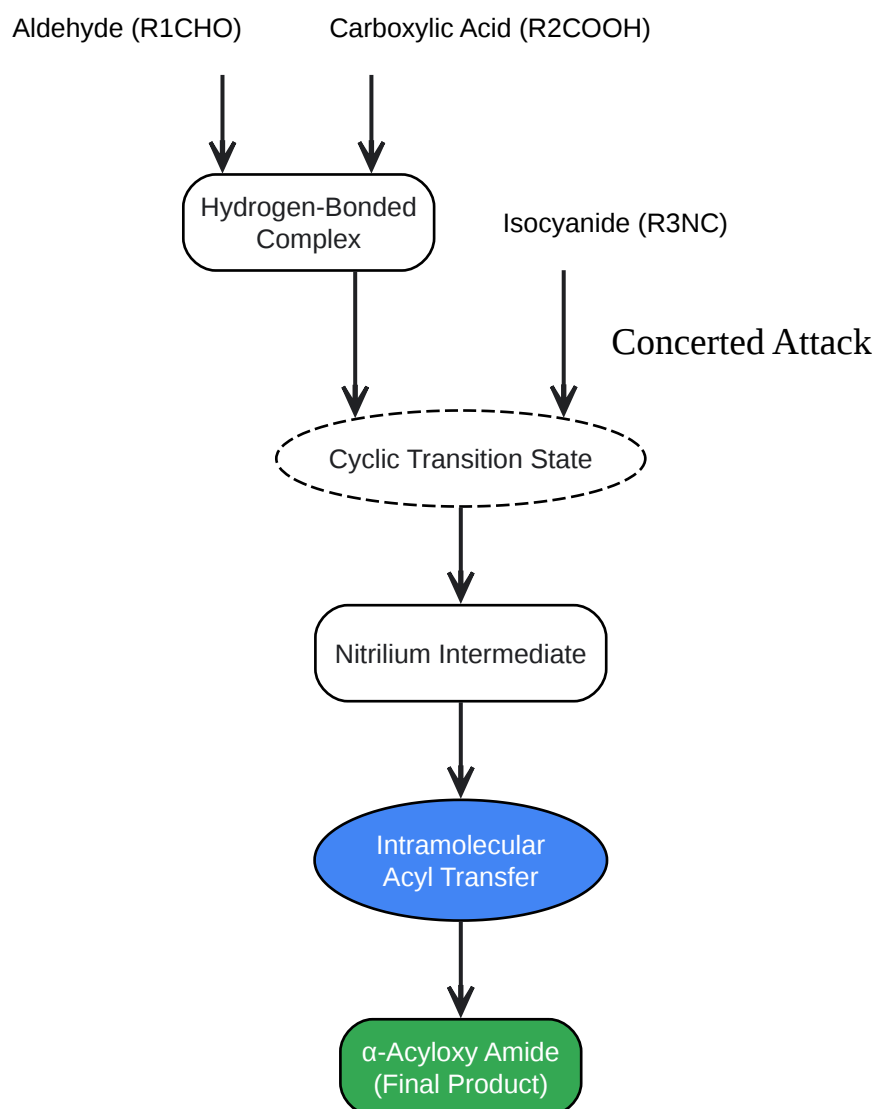 Aldehyde (R1CHO)
Carboxylic Acid (R2COOH)
Hydrogen-Bonded
Complex
Isocyanide (R3NC)
Concerted Attack
Cyclic Transition State
Nitrilium Intermediate
Intramolecular
Acyl Transfer
α-Acyloxy Amide
(Final Product)